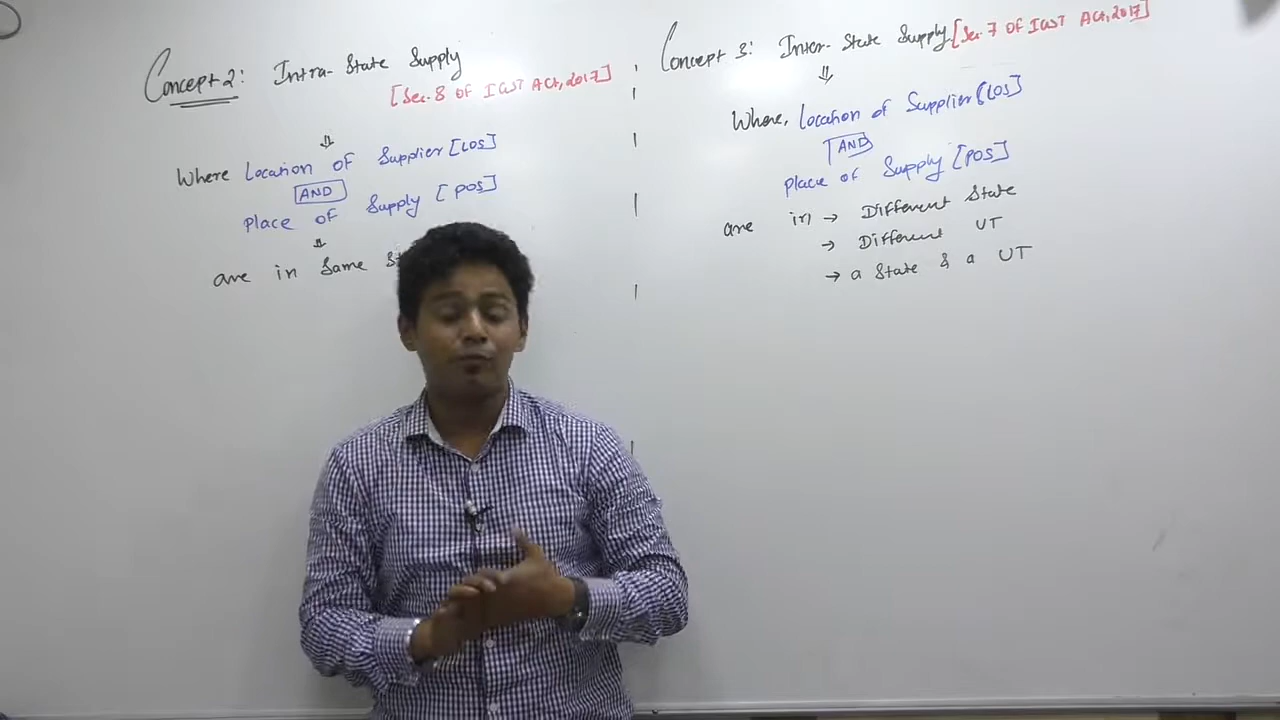 Concept 2: Intra-State Supply
[Sec. 8 OF IGST ACt, 2017]
⇓
Where Location OF Supplier [LOS]
AND
Place OF Supply [POS]
⇓
are in Same
Concept 3: Inter-State Supply [Sec. 7 OF IGST ACt, 2017]
⇓
Where, Location of Supplier [LOS]
AND
Place OF Supply [POS]
are in → Different State
→ Different UT
→ a State & a UT